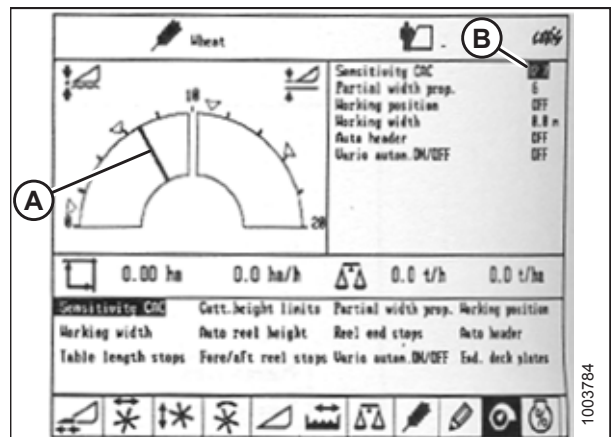 B
Wheat
Sensitivity CAC
Partial width prop. 6
Working position OFF
Working width 0.0 m
Auto header OFF
Vario autom.ON/OFF OFF
10
A
0
20
0.00 ha 0.0 ha/h 0.0 t/h 0.0 t/ha
Sensitivity CAC Cutt.height limits Partial width prop. Working position
Working width Auto reel height Reel end stops Auto header
Table length stops Fore/aft reel stops Vario autom.ON/OFF End. deck plates
%
1003784